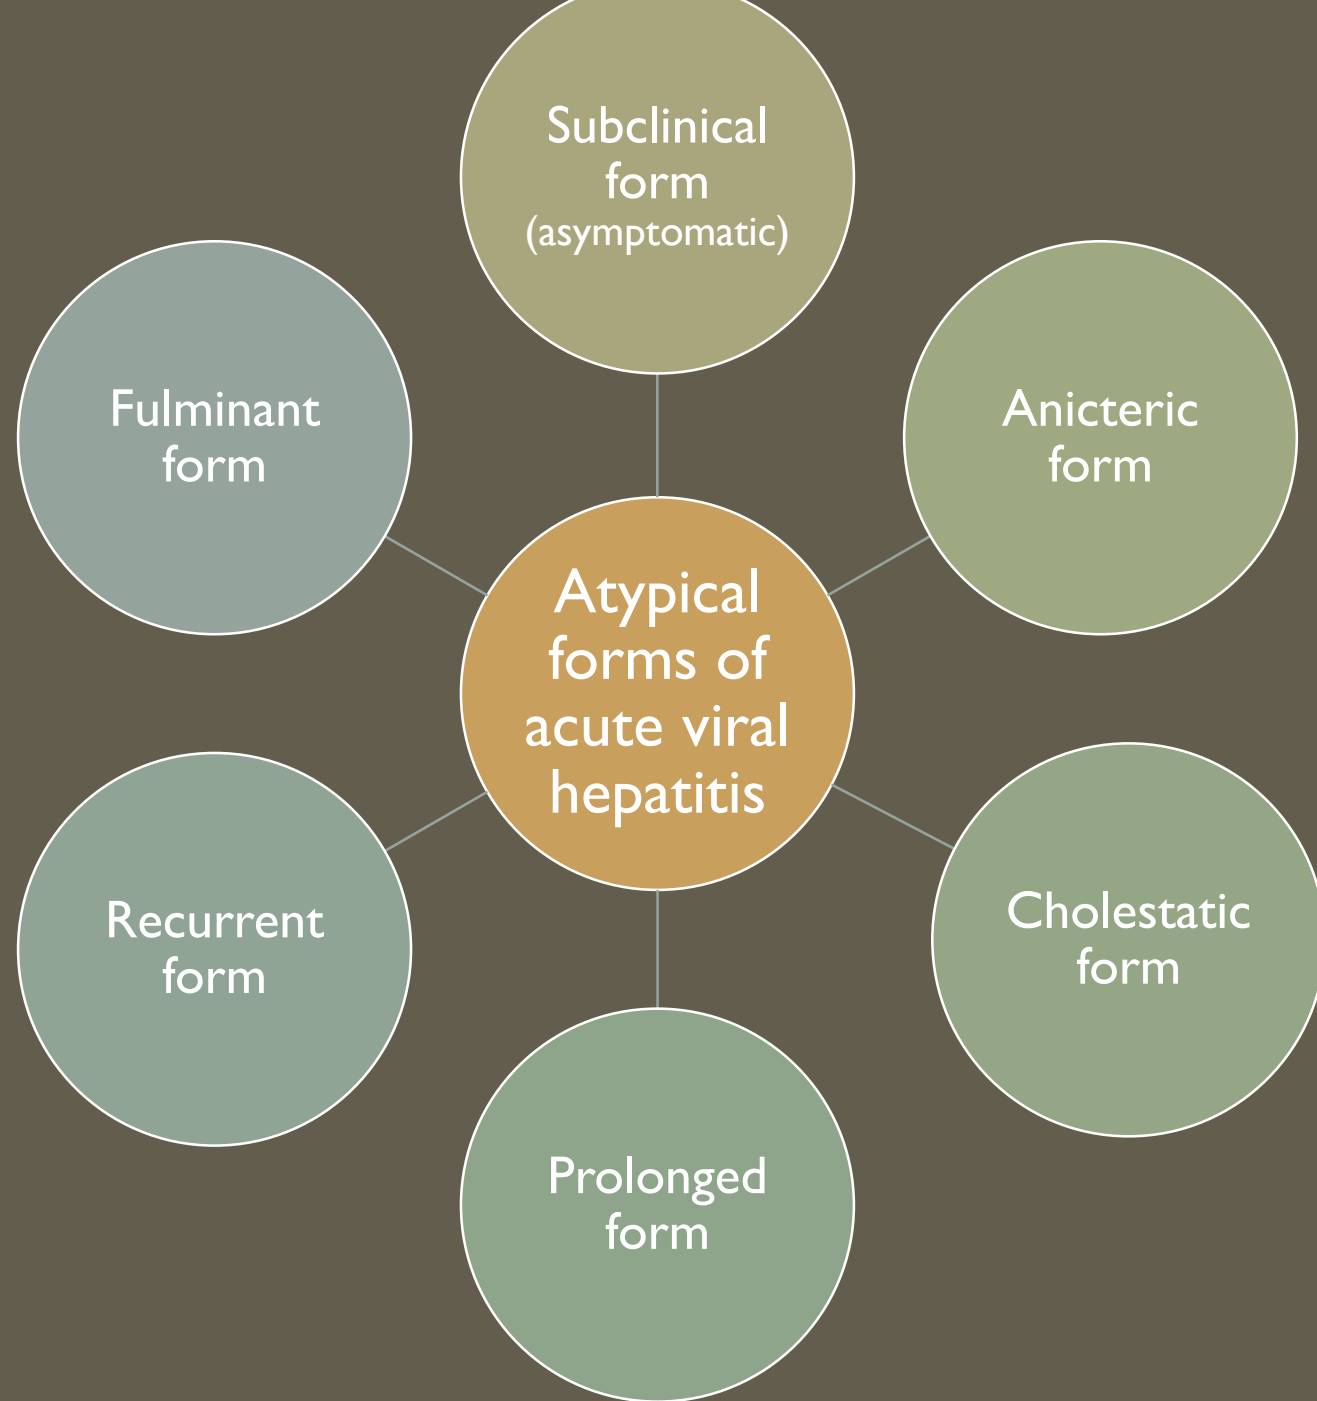 Subclinical
form
(asymptomatic)
Fulminant
form
Anicteric
form
Atypical
forms of
acute viral
hepatitis
Recurrent
form
Cholestatic
form
Prolonged
form